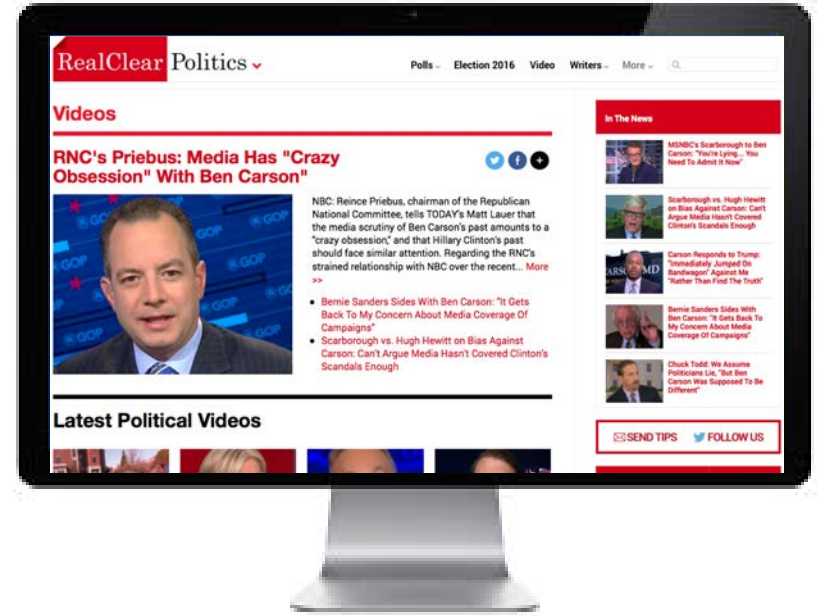 RealClear Politics
Polls Election 2016 Video Writers More
Videos
RNC's Priebus: Media Has "Crazy
Obsession" With Ben Carson"
NBC: Reince Priebus, chairman of the Republican
National Committee, tells TODAY's Matt Lauer that
the media scrutiny of Ben Carson's past amounts to a
"crazy obsession," and that Hillary Clinton's past
should face similar attention. Regarding the RNC's
strained relationship with NBC over the recent... More
>>
• Bernie Sanders Sides With Ben Carson: "It Gets
Back To My Concern About Media Coverage Of
Campaigns"
• Scarborough vs. Hugh Hewitt on Bias Against
Carson: Can't Argue Media Hasn't Covered Clinton's
Scandals Enough
Latest Political Videos
In The News
MSNBC's Scarborough to Ben
Carson: "You're Lying... You
Need To Admit It Now"
Scarborough vs. Hugh Hewitt
on Bias Against Carson: Can't
Argue Media Hasn't Covered
Clinton's Scandals Enough
Carson Responds to Trump:
"Immediately Jumped On
Bandwagon" Against Me
"Rather Than Find The Truth"
Bernie Sanders Sides With
Ben Carson: "It Gets Back To
My Concern About Media
Coverage Of Campaigns"
Chuck Todd: We Assume
Politicians Lie, "But Ben
Carson Was Supposed To Be
Different"
SEND TIPS FOLLOW US
GOP
GOP
GOP
GOP